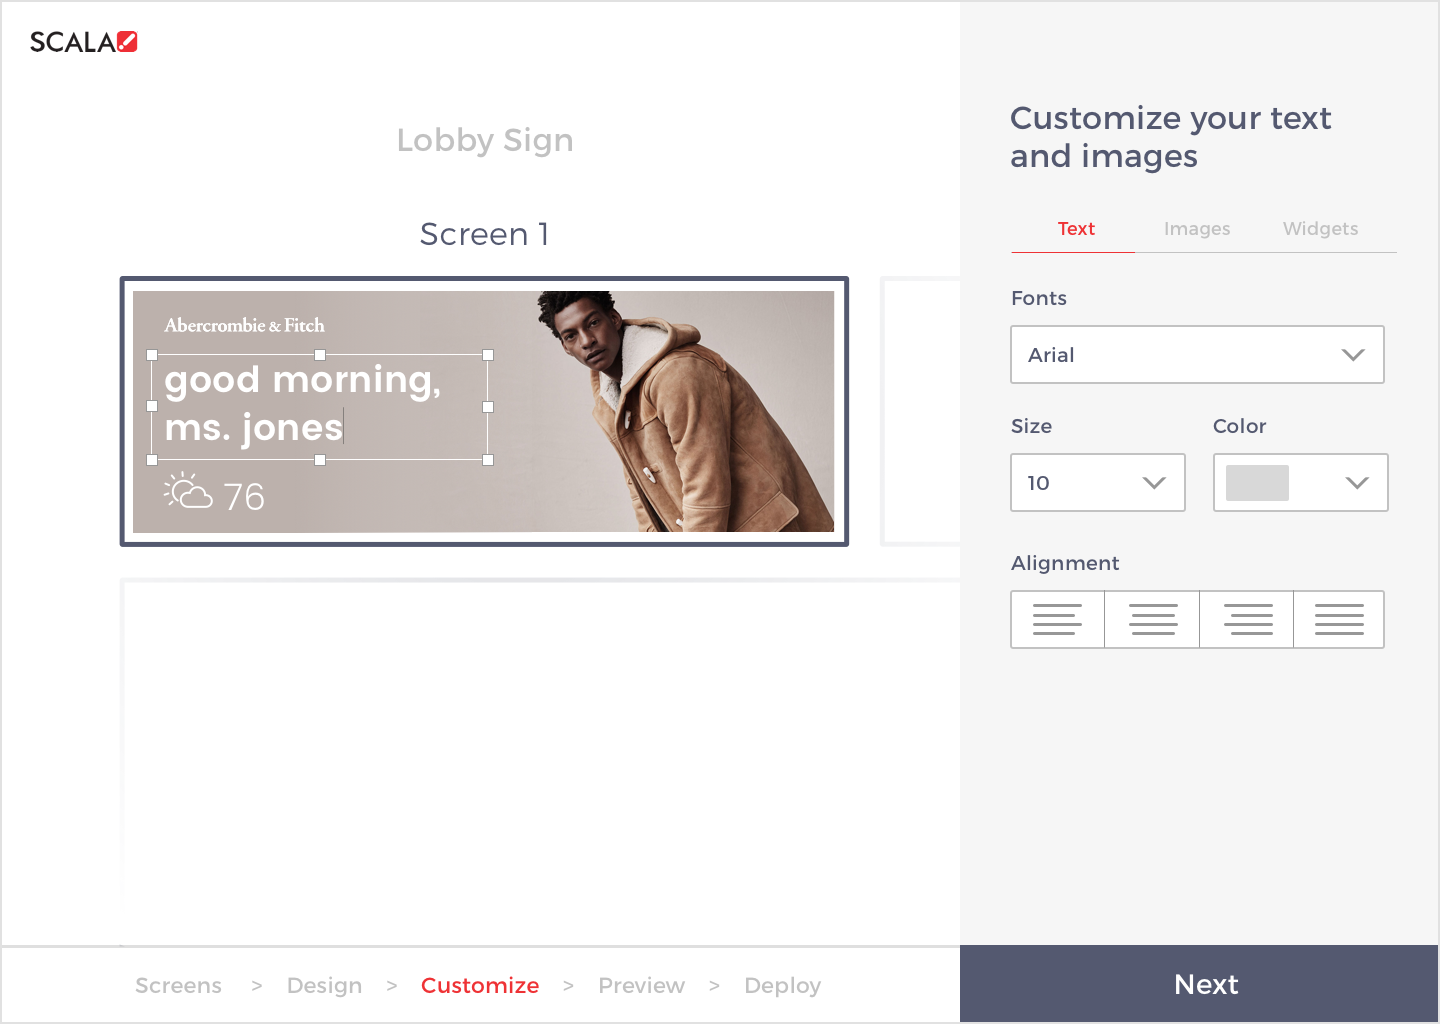 SCALA
Lobby Sign
Screen 1
Abercrombie & Fitch
good morning,
ms. jones
76
Customize your text
and images
Text Images Widgets
Fonts
Arial
Size Color
10
Alignment
Screens > Design > Customize > Preview > Deploy
Next